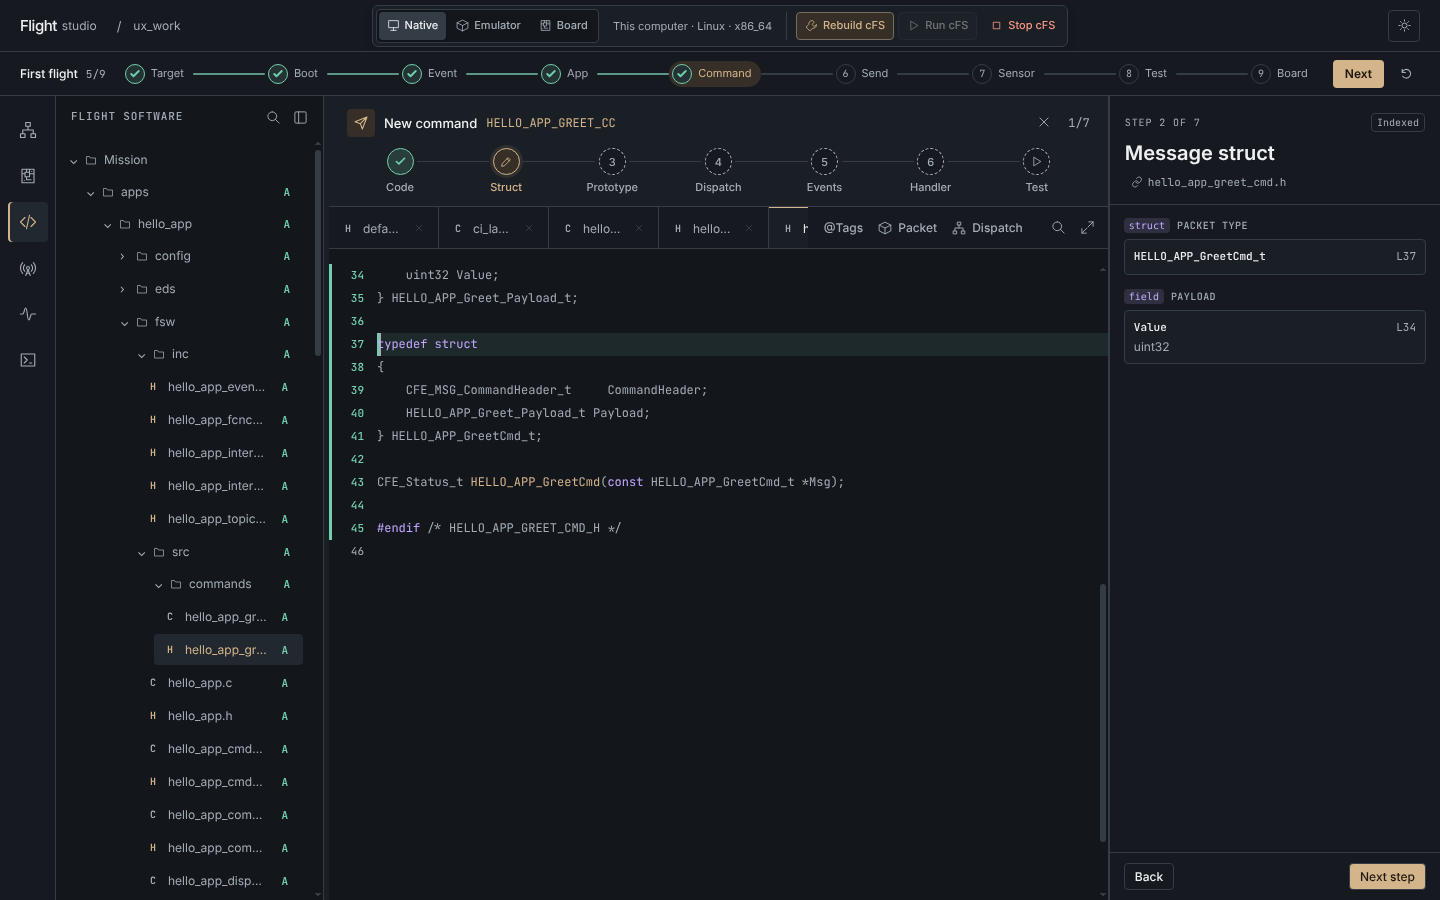 Flight studio / ux_work
Native Emulator Board This computer · Linux · x86_64 Rebuild cFS Run cFS Stop cFS
First flight 5/9 Target Boot Event App Command 6 Send 7 Sensor 8 Test 9 Board Next
FLIGHT SOFTWARE
Mission
apps A
hello_app A
config A
eds A
fsw A
inc A
H hello_app_even... A
H hello_app_fcnc... A
H hello_app_inter... A
H hello_app_inter... A
H hello_app_topic... A
src A
commands A
C hello_app_gr... A
H hello_app_gr... A
C hello_app.c A
H hello_app.h A
C hello_app_cmd... A
H hello_app_cmd... A
C hello_app_com... A
H hello_app_com... A
C hello_app_disp... A
New command HELLO_APP_GREET_CC 1/7
3 4 5 6
Code Struct Prototype Dispatch Events Handler Test
H defa... C ci_la... C hello... H hello... H h @Tags Packet Dispatch
34 uint32 Value;
35 } HELLO_APP_Greet_Payload_t;
36
37 typedef struct
38 {
39 CFE_MSG_CommandHeader_t CommandHeader;
40 HELLO_APP_Greet_Payload_t Payload;
41 } HELLO_APP_GreetCmd_t;
42
43 CFE_Status_t HELLO_APP_GreetCmd(const HELLO_APP_GreetCmd_t *Msg);
44
45 #endif /* HELLO_APP_GREET_CMD_H */
46
STEP 2 OF 7 Indexed
Message struct
hello_app_greet_cmd.h
struct PACKET TYPE
HELLO_APP_GreetCmd_t L37
field PAYLOAD
Value L34
uint32
Back Next step